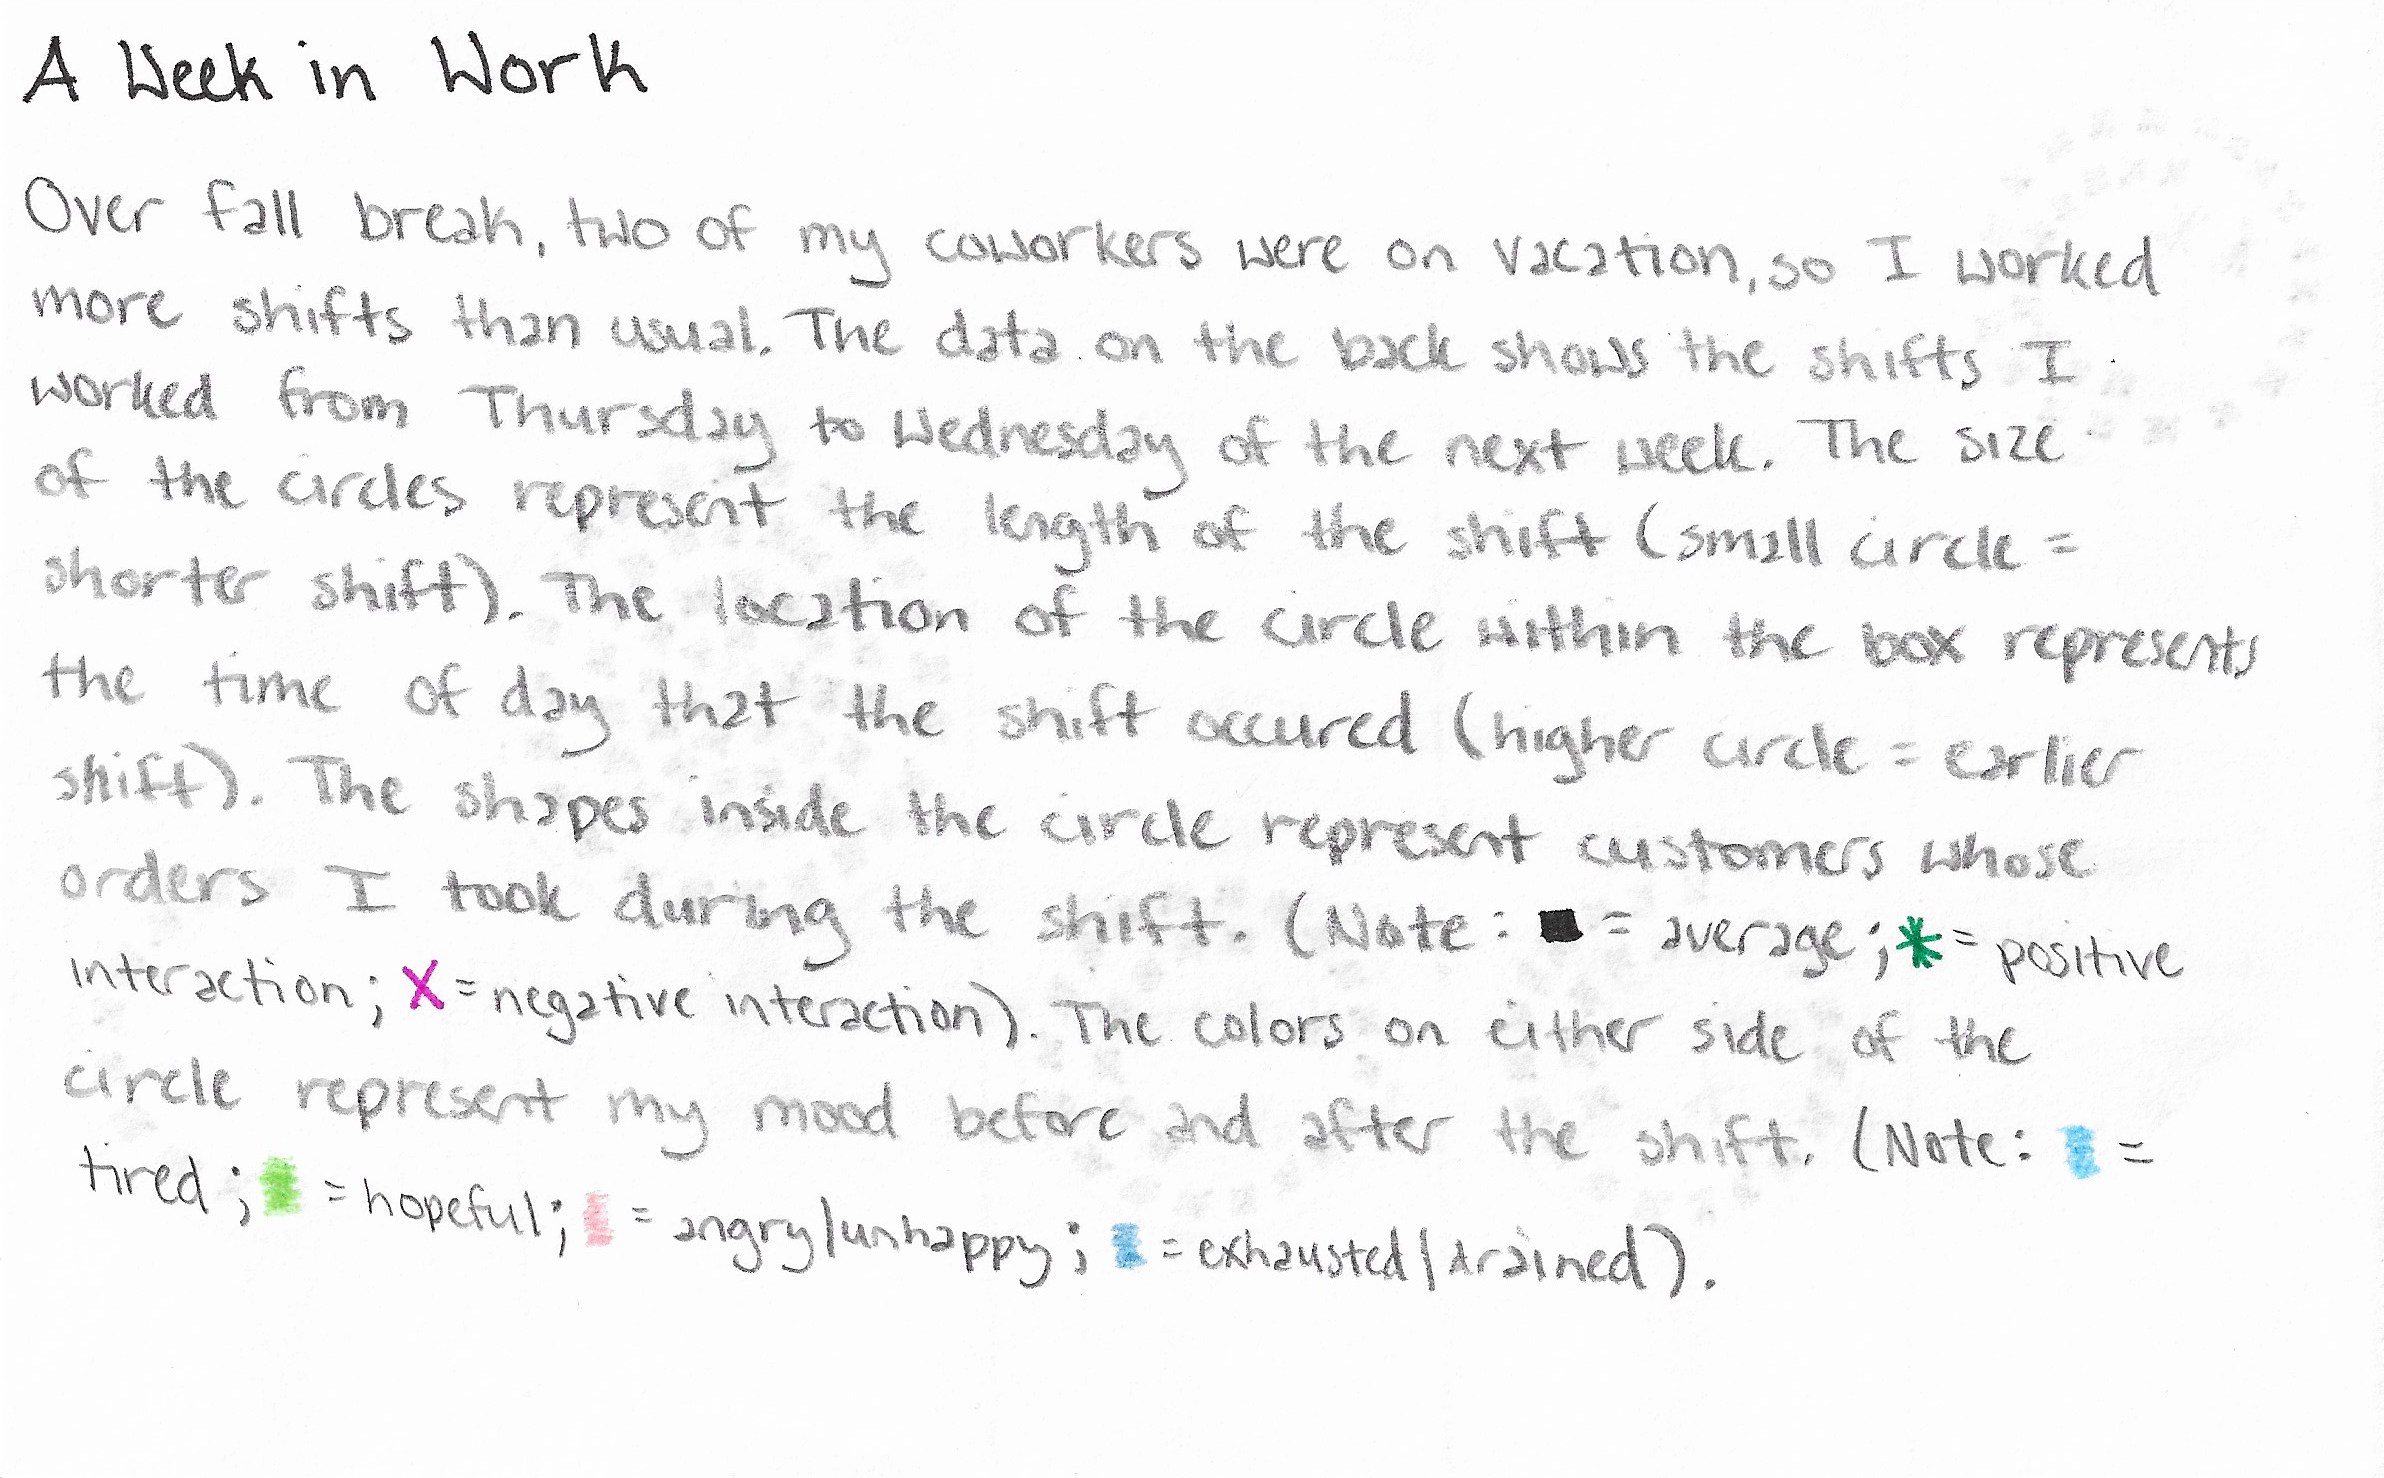 A Week in Work
Over fall break, two of my coworkers were on vacation, so I worked
more shifts than usual. The data on the back shows the shifts I
worked from Thursday to Wednesday of the next week. The size
of the circles represent the length of the shift (small circle =
shorter shift). The location of the circle within the box represents
the time of day that the shift occured (higher circle = earlier
shift). The shapes inside the circle represent customers whose
orders I took during the shift. (Note: ■ = average; * = positive
interaction; X = negative interaction). The colors on either side of the
circle represent my mood before and after the shift. (Note: =
tired; = hopeful; = angry/unhappy; = exhausted/drained).